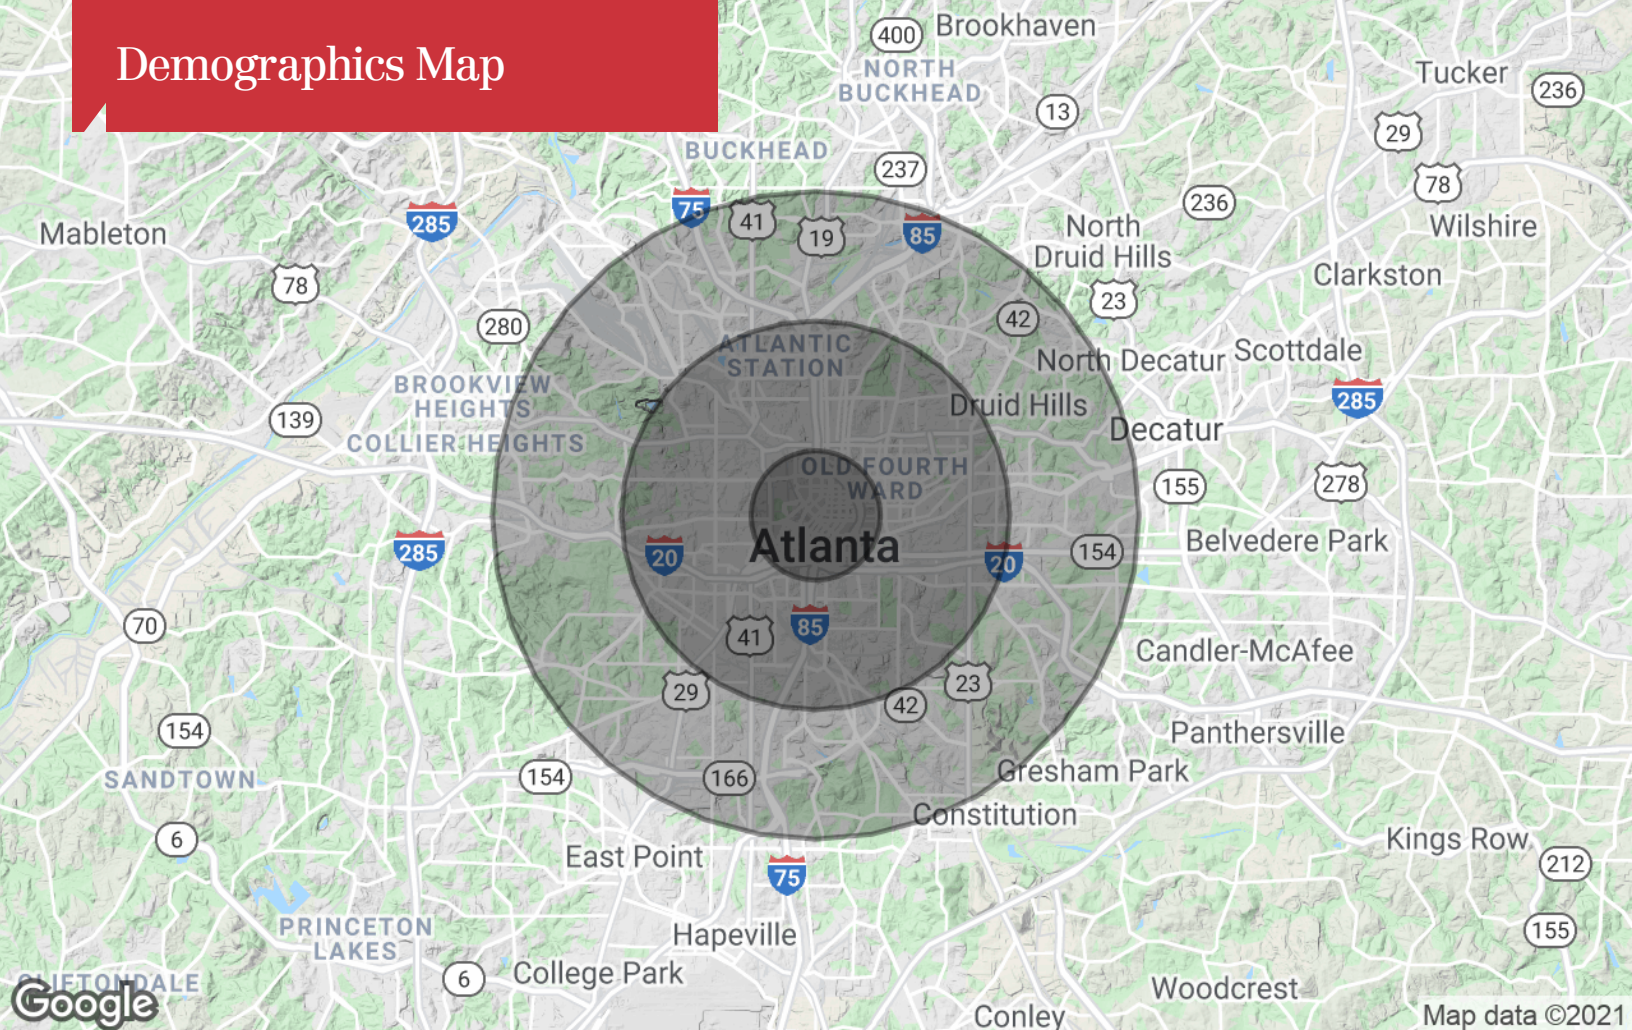 Demographics Map
400
Brookhaven
NORTH
BUCKHEAD
Tucker
236
13
29
BUCKHEAD
237
78
75
41
236
285
19
85
North
Druid Hills
Wilshire
Mableton
78
Clarkston
23
280
42
ATLANTIC
STATION
North Decatur
Scottdale
BROOKVIEW
HEIGHTS
285
139
Druid Hills
Decatur
COLLIER HEIGHTS
OLD FOURTH
WARD
155
278
Atlanta
285
20
20
154
Belvedere Park
70
41
85
Candler-McAfee
29
23
42
154
Panthersville
SANDTOWN
154
166
Gresham Park
Constitution
6
Kings Row
East Point
212
75
PRINCETON
LAKES
Hapeville
155
6
College Park
CLIFTONDALE
Woodcrest
Google
Conley
Map data ©2021